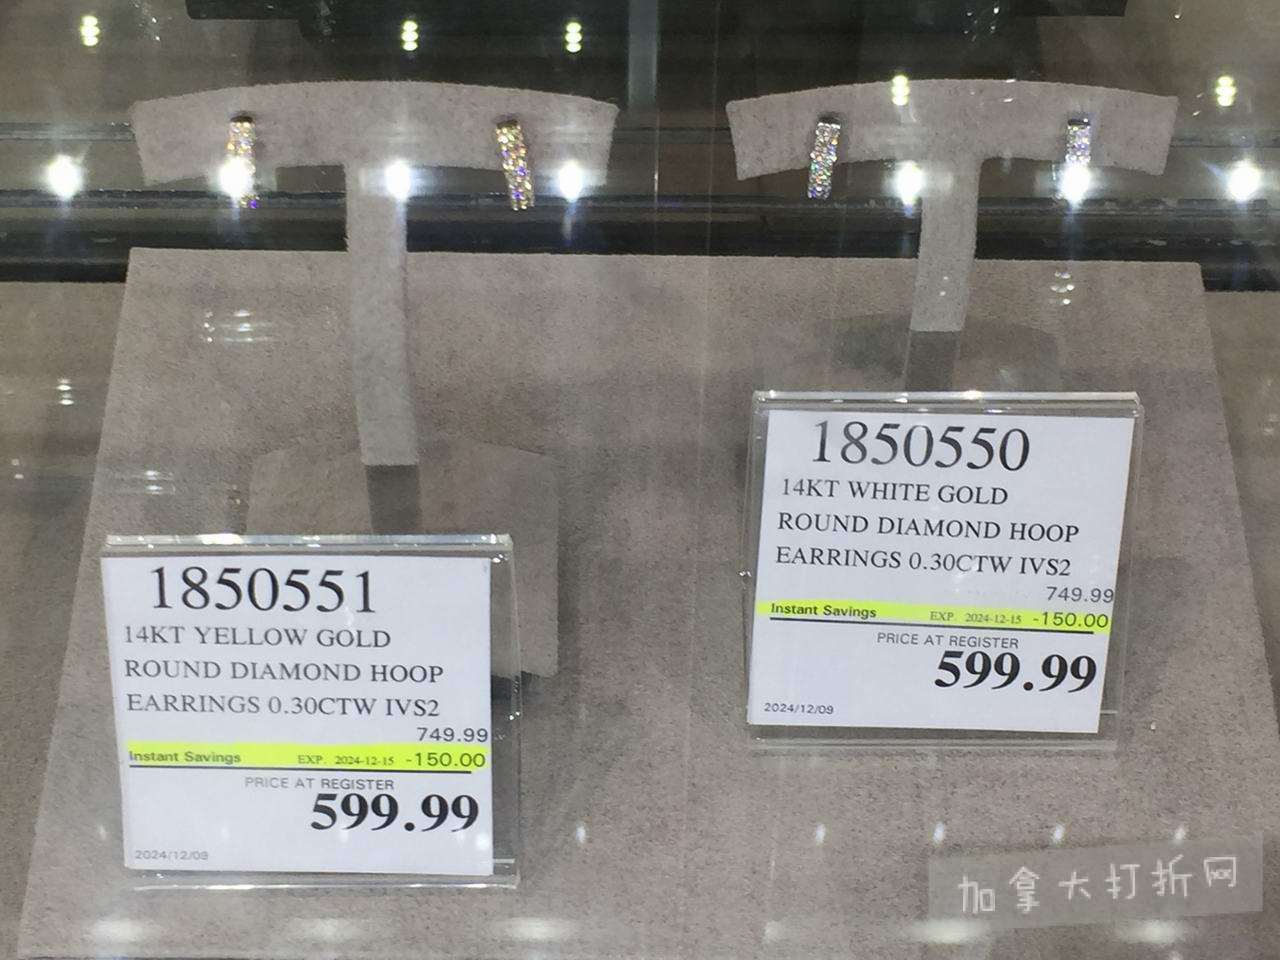 1850551
14KT YELLOW GOLD
ROUND DIAMOND HOOP
EARRINGS 0.30CTW IVS2
749.99
Instant Savings EXP. 2024-12-15 -150.00
PRICE AT REGISTER
599.99
2024/12/09
1850550
14KT WHITE GOLD
ROUND DIAMOND HOOP
EARRINGS 0.30CTW IVS2
749.99
Instant Savings EXP. 2024-12-15 -150.00
PRICE AT REGISTER
599.99
2024/12/09
加拿大打折网